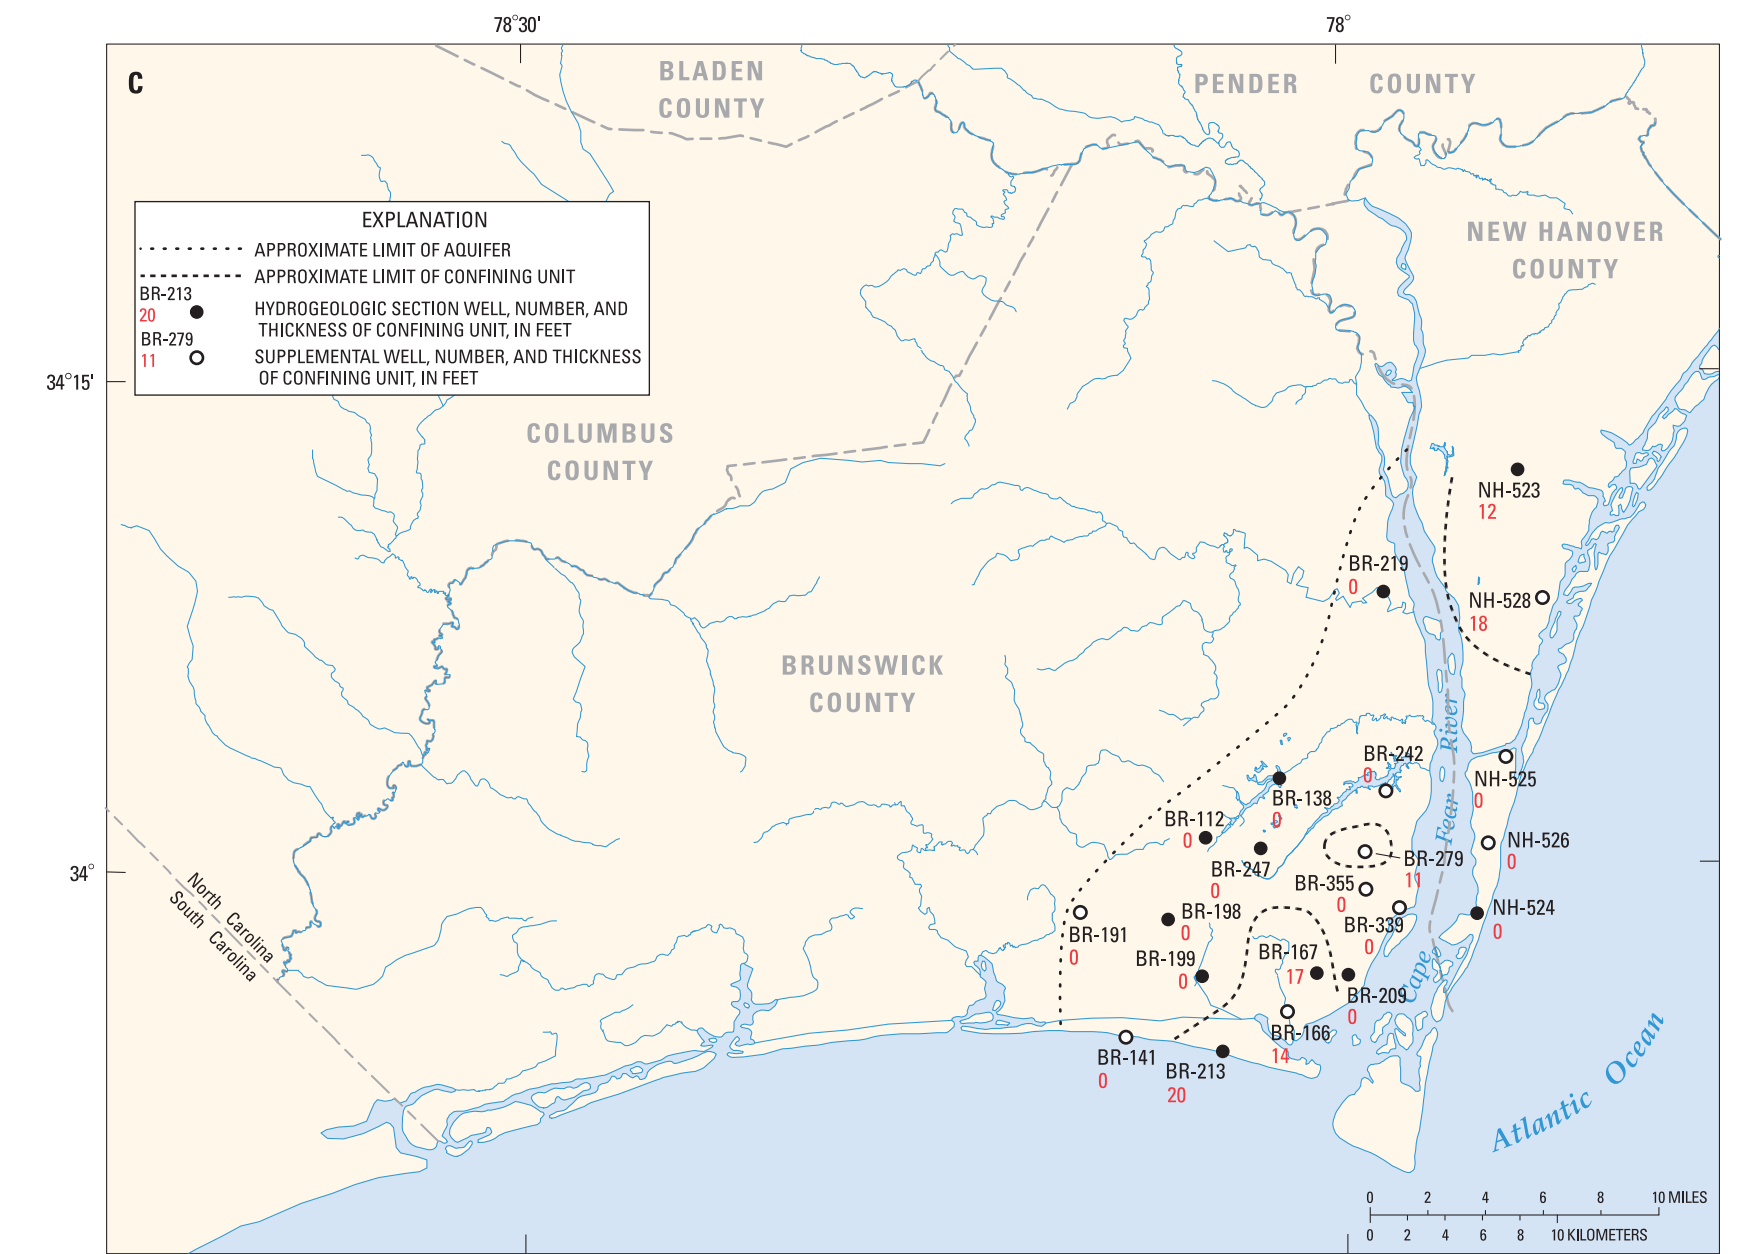 78°30'
78°
C
BLADEN
COUNTY
PENDER COUNTY
EXPLANATION
APPROXIMATE LIMIT OF AQUIFER
APPROXIMATE LIMIT OF CONFINING UNIT
BR-213
20
HYDROGEOLOGIC SECTION WELL, NUMBER, AND
THICKNESS OF CONFINING UNIT, IN FEET
BR-279
11
SUPPLEMENTAL WELL, NUMBER, AND THICKNESS
OF CONFINING UNIT, IN FEET
NEW HANOVER
COUNTY
34°15'
COLUMBUS
COUNTY
NH-523
12
BR-219
0
NH-528
18
BRUNSWICK
COUNTY
BR-242
0
NH-525
0
BR-138
0
BR-112
0
NH-526
0
BR-247
0
BR-279
11
34°
BR-355
0
North Carolina
South Carolina
BR-198
0
BR-339
0
NH-524
0
BR-191
0
BR-199
0
BR-167
17
BR-209
0
BR-166
14
BR-141
0
BR-213
20
Cape Fear River
Atlantic Ocean
0 2 4 6 8 10 MILES
0 2 4 6 8 10 KILOMETERS